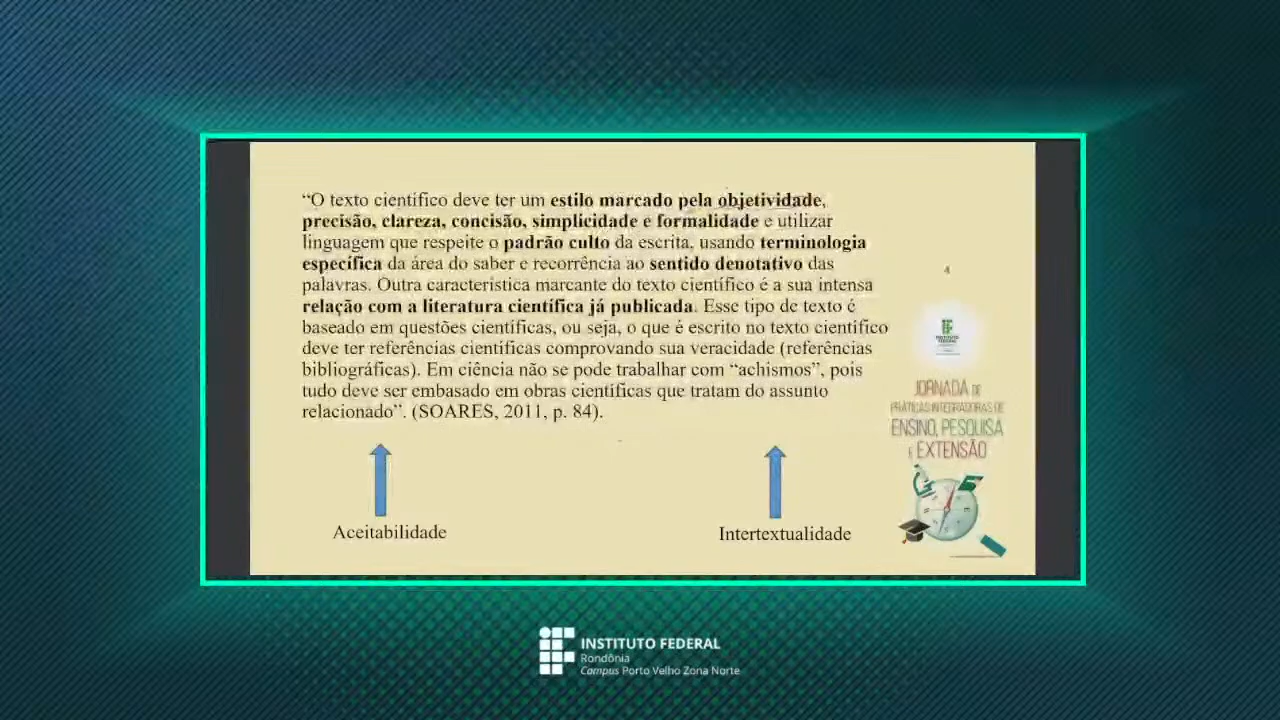 “O texto científico deve ter um estilo marcado pela objetividade,
precisão, clareza, concisão, simplicidade e formalidade e utilizar
linguagem que respeite o padrão culto da escrita, usando terminologia
específica da área do saber e recorrência ao sentido denotativo das
palavras. Outra característica marcante do texto científico é a sua intensa
relação com a literatura científica já publicada. Esse tipo de texto é
baseado em questões científicas, ou seja, o que é escrito no texto científico
deve ter referências científicas comprovando sua veracidade (referências
bibliográficas). Em ciência não se pode trabalhar com “achismos”, pois
tudo deve ser embasado em obras científicas que tratam do assunto
relacionado”. (SOARES, 2011, p. 84).
Aceitabilidade
Intertextualidade
4
INSTITUTO
FEDERAL
JORNADA DE
PRÁTICAS INTEGRADORAS DE
ENSINO, PESQUISA
E EXTENSÃO
INSTITUTO FEDERAL
Rondônia
Campus Porto Velho Zona Norte